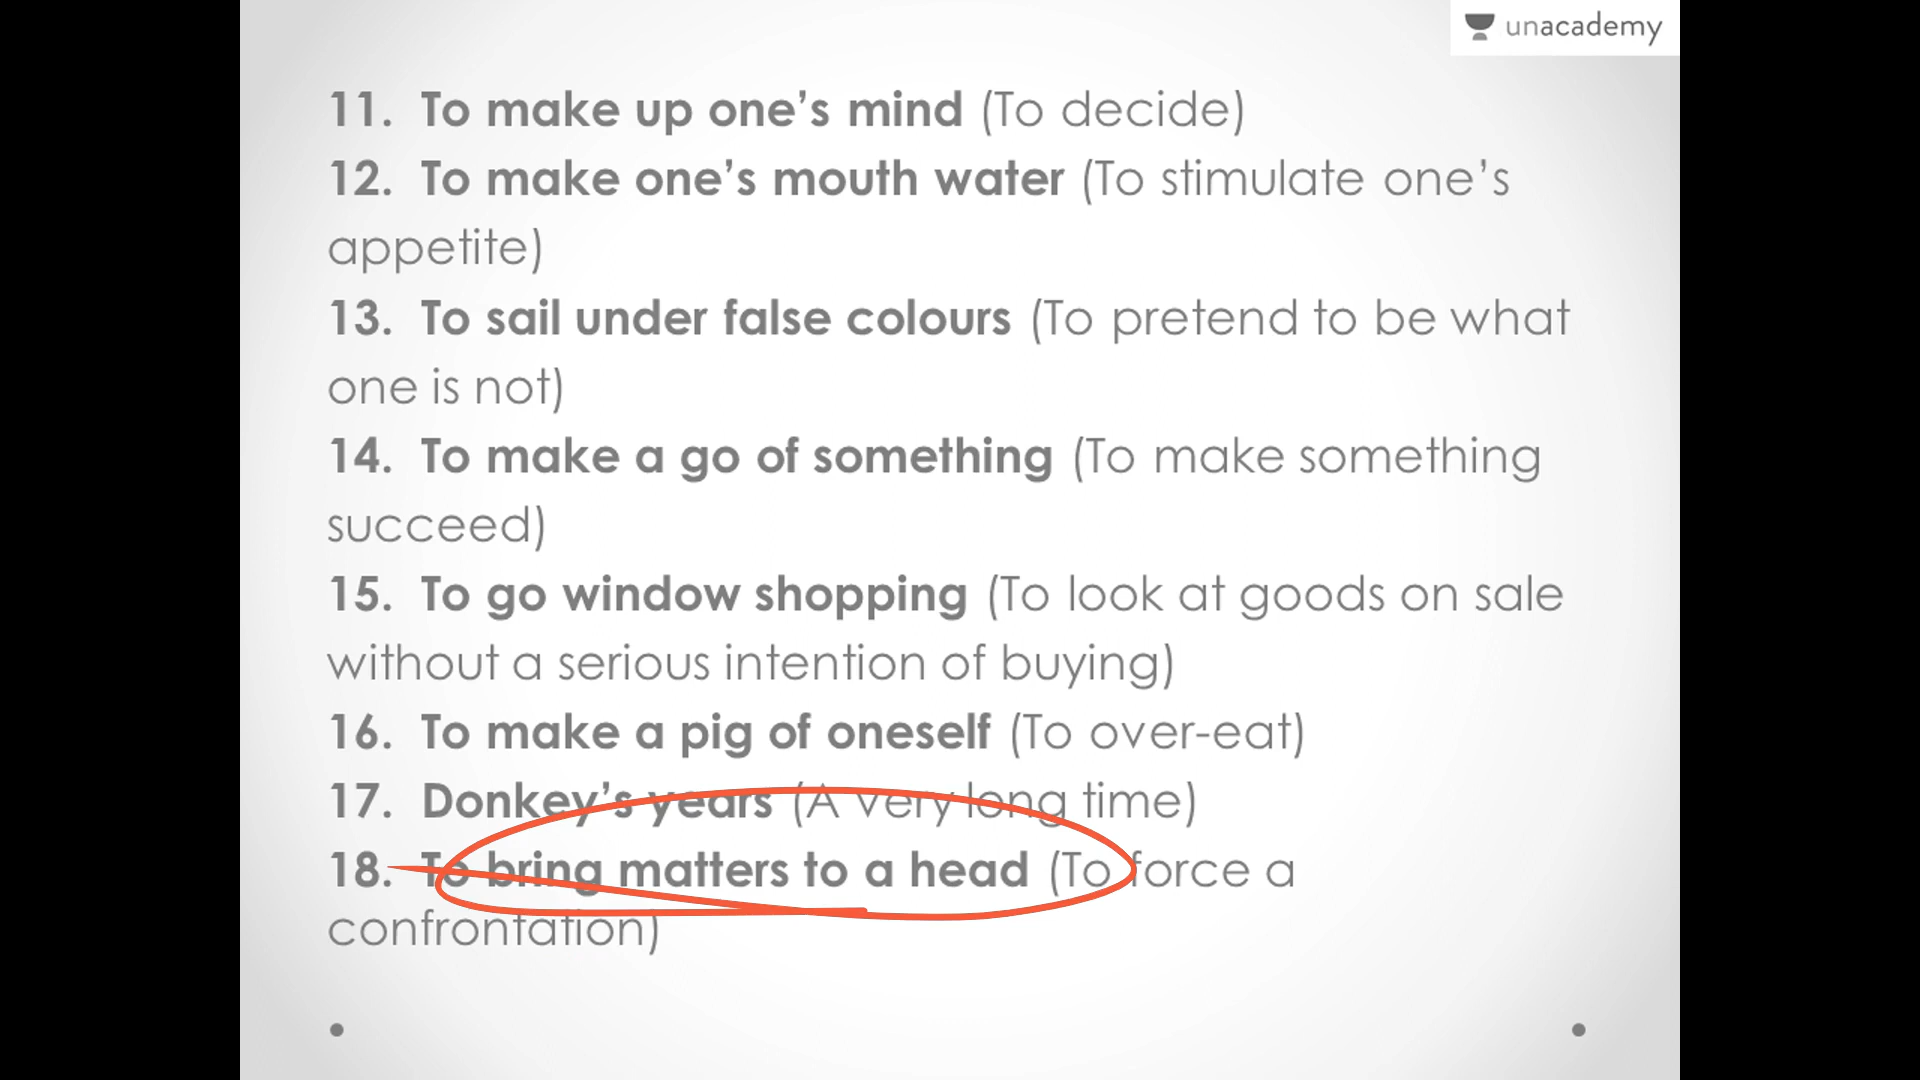 unacademy
11. To make up one’s mind (To decide)
12. To make one’s mouth water (To stimulate one’s
appetite)
13. To sail under false colours (To pretend to be what
one is not)
14. To make a go of something (To make something
succeed)
15. To go window shopping (To look at goods on sale
without a serious intention of buying)
16. To make a pig of oneself (To over-eat)
17. Donkey’s years (A very long time)
18. To bring matters to a head (To force a
confrontation)